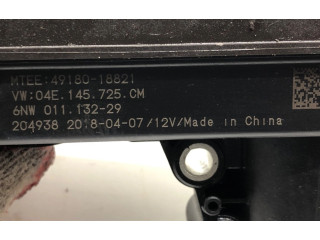 MTEE:49180-18821
VW:04E.145.725.CM
6NW 011.132-29
204938 2018-04-07/12V/Made in China